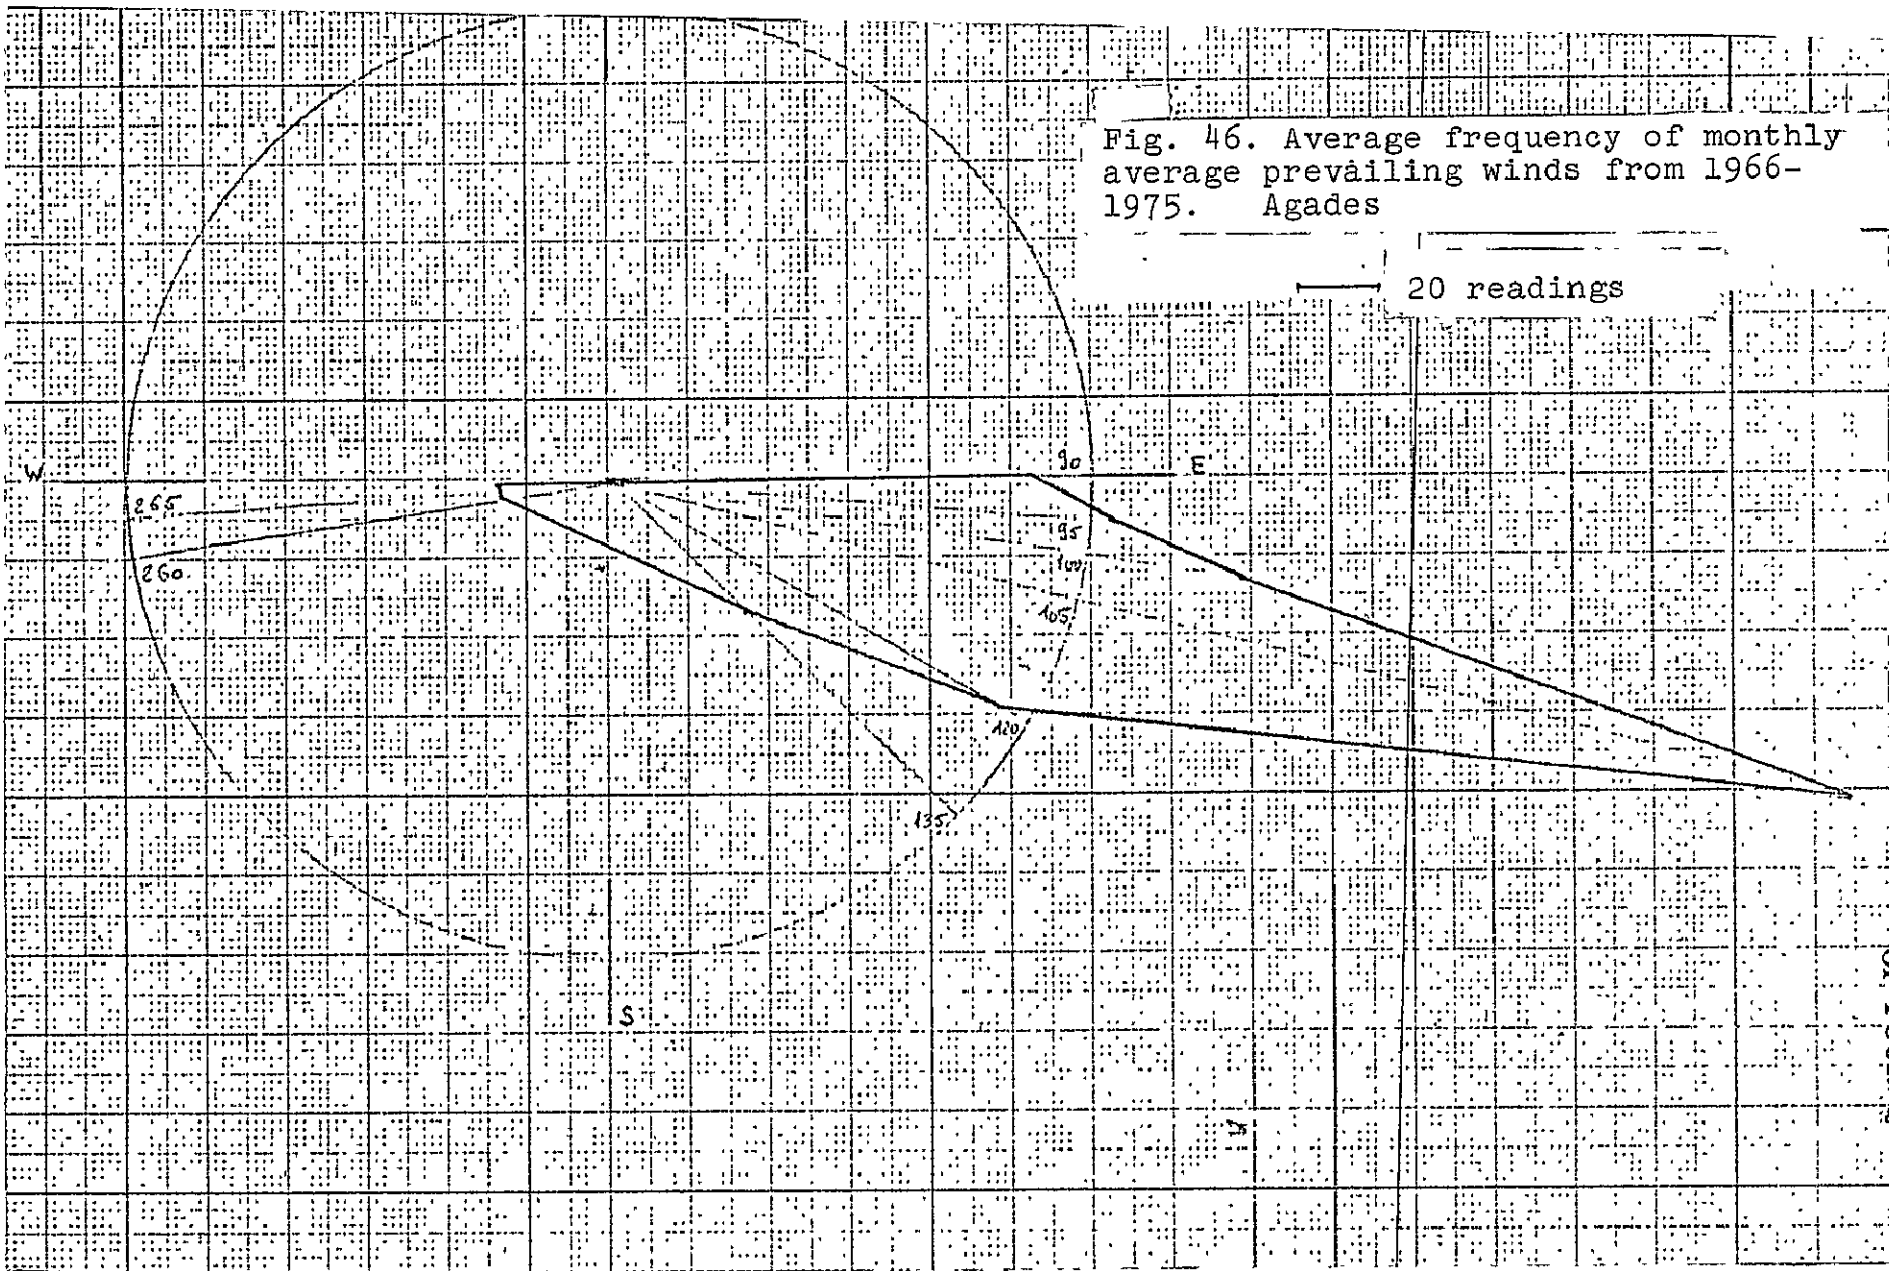 Fig. 46. Average frequency of monthly
average prevailing winds from 1966-
1975. Agades
20 readings
W
90
E
265
95
260
100
105
120
135
S